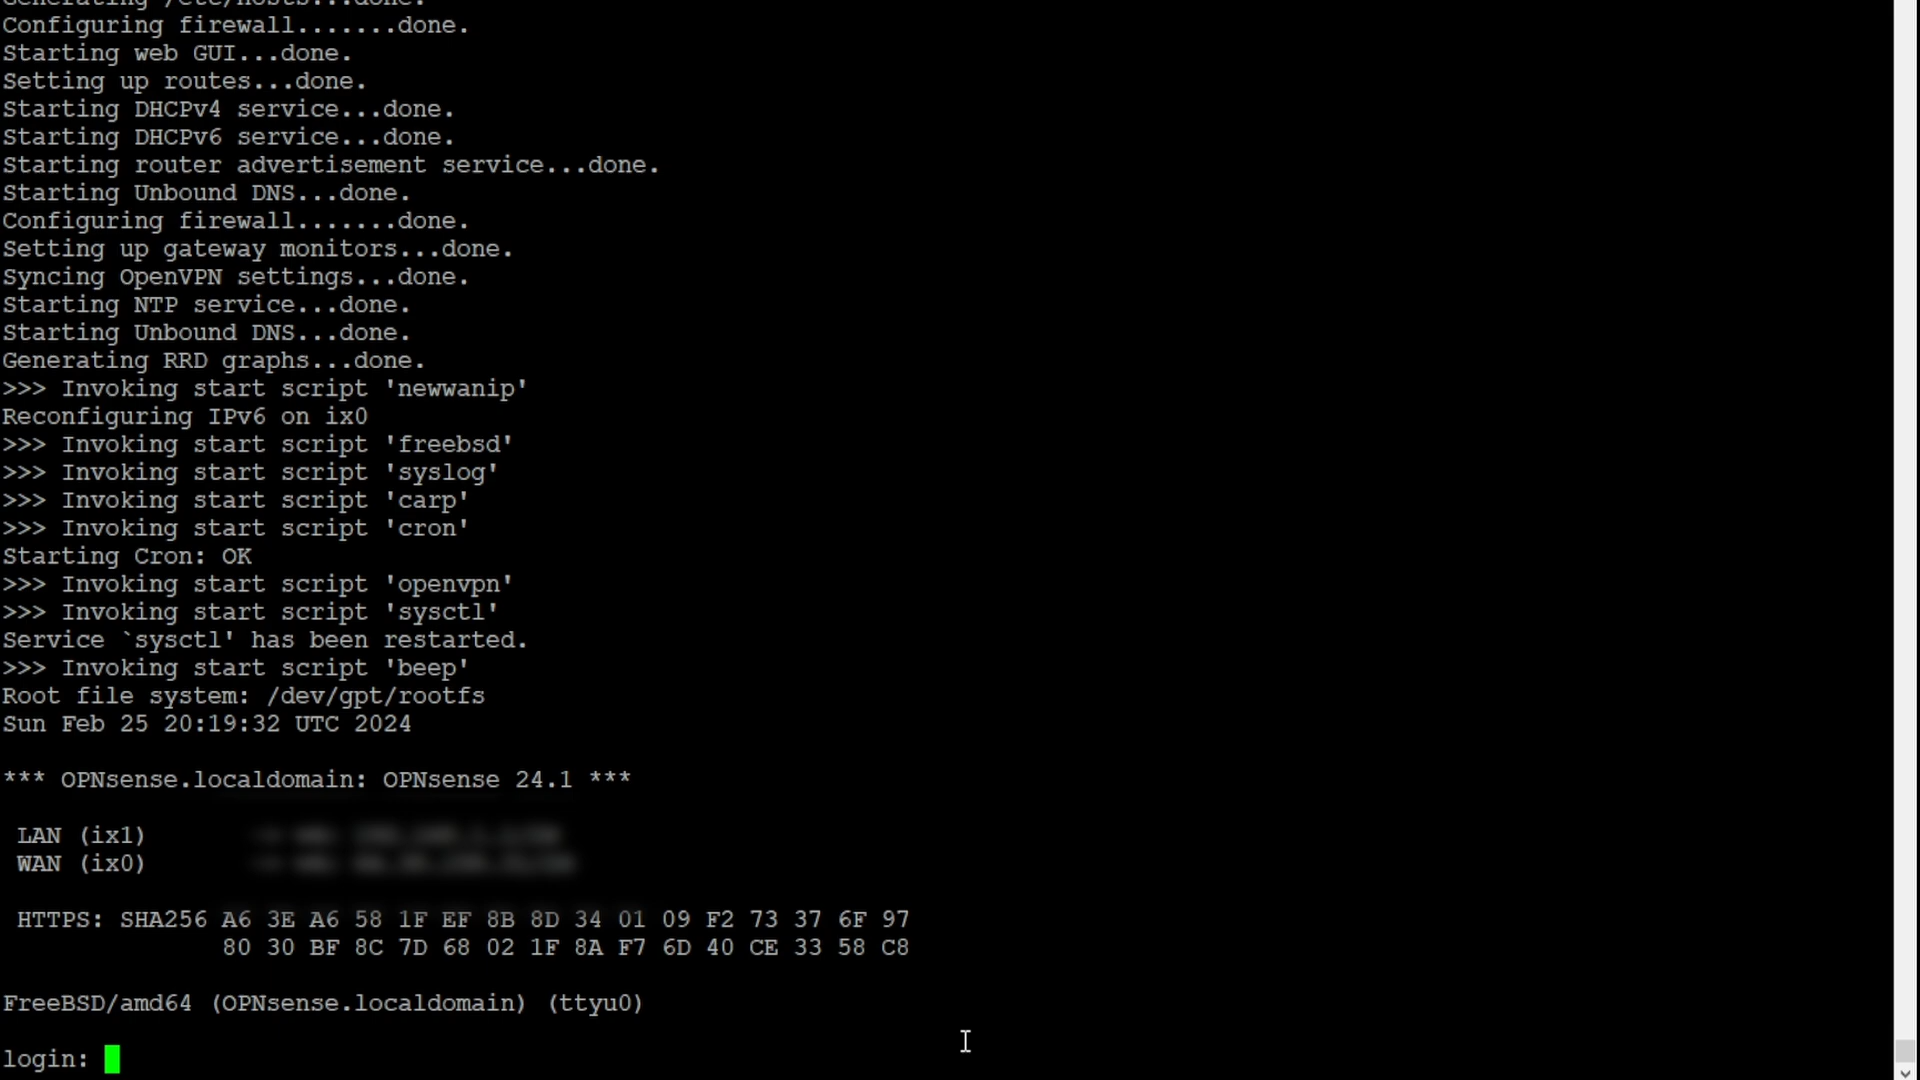 Generating /etc/hosts...done.
Configuring firewall.......done.
Starting web GUI...done.
Setting up routes...done.
Starting DHCPv4 service...done.
Starting DHCPv6 service...done.
Starting router advertisement service...done.
Starting Unbound DNS...done.
Configuring firewall.......done.
Setting up gateway monitors...done.
Syncing OpenVPN settings...done.
Starting NTP service...done.
Starting Unbound DNS...done.
Generating RRD graphs...done.
>>> Invoking start script 'newwanip'
Reconfiguring IPv6 on ix0
>>> Invoking start script 'freebsd'
>>> Invoking start script 'syslog'
>>> Invoking start script 'carp'
>>> Invoking start script 'cron'
Starting Cron: OK
>>> Invoking start script 'openvpn'
>>> Invoking start script 'sysctl'
Service `sysctl' has been restarted.
>>> Invoking start script 'beep'
Root file system: /dev/gpt/rootfs
Sun Feb 25 20:19:32 UTC 2024
*** OPNsense.localdomain: OPNsense 24.1 ***
LAN (ix1)
WAN (ix0)
HTTPS: SHA256 A6 3E A6 58 1F EF 8B 8D 34 01 09 F2 73 37 6F 97
80 30 BF 8C 7D 68 02 1F 8A F7 6D 40 CE 33 58 C8
FreeBSD/amd64 (OPNsense.localdomain) (ttyu0)
login: